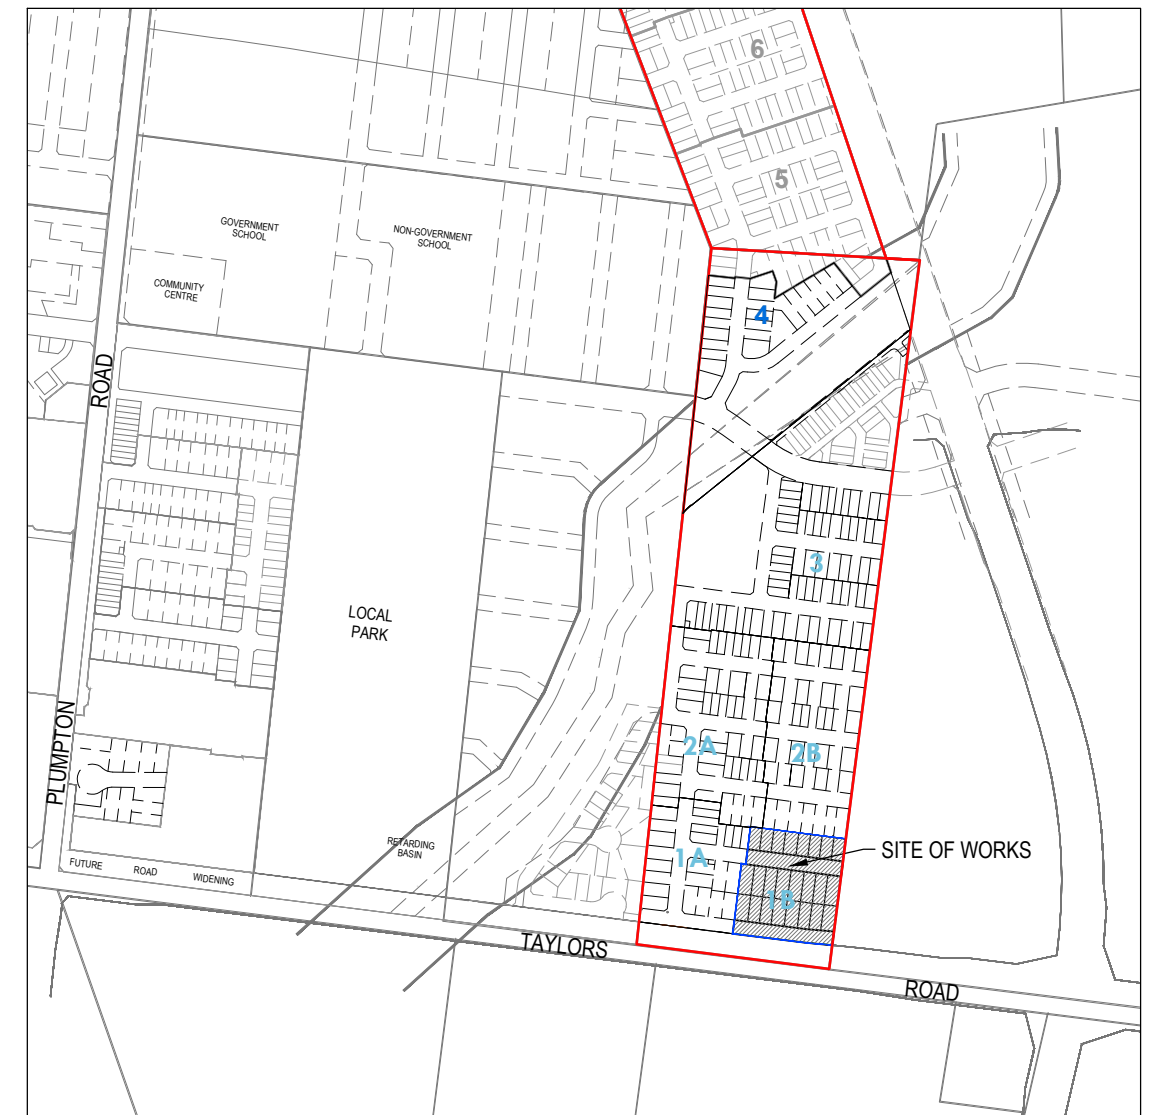 6
5
GOVERNMENT
SCHOOL
NON-GOVERNMENT
SCHOOL
COMMUNITY
CENTRE
4
ROAD
3
LOCAL
PARK
PLUMPTON
2A
2B
RETARDING
BASIN
1A
SITE OF WORKS
FUTURE ROAD WIDENING
1B
TAYLORS
ROAD